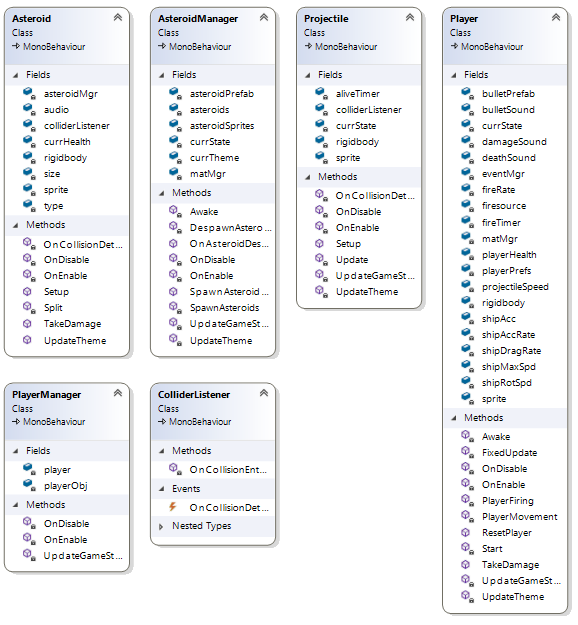 Asteroid
Class
MonoBehaviour
Fields
asteroidMgr
audio
colliderListener
currHealth
rigidbody
size
sprite
type
Methods
OnCollisionDet...
OnDisable
OnEnable
Setup
Split
TakeDamage
UpdateTheme
AsteroidManager
Class
MonoBehaviour
Fields
asteroidPrefab
asteroids
asteroidSprites
currState
currTheme
matMgr
Methods
Awake
DespawnAstero...
OnAsteroidDes...
OnDisable
OnEnable
SpawnAsteroid...
SpawnAsteroids
UpdateGameSt...
UpdateTheme
Projectile
Class
MonoBehaviour
Fields
aliveTimer
colliderListener
currState
rigidbody
sprite
Methods
OnCollisionDet...
OnDisable
OnEnable
Setup
Update
UpdateGameSt...
UpdateTheme
Player
Class
MonoBehaviour
Fields
bulletPrefab
bulletSound
currState
damageSound
deathSound
eventMgr
fireRate
firesource
fireTimer
matMgr
playerHealth
playerPrefs
projectileSpeed
rigidbody
shipAcc
shipAccRate
shipDragRate
shipMaxSpd
shipRotSpd
sprite
Methods
Awake
FixedUpdate
OnDisable
OnEnable
PlayerFiring
PlayerMovement
ResetPlayer
Start
TakeDamage
UpdateGameSt...
UpdateTheme
PlayerManager
Class
MonoBehaviour
Fields
player
playerObj
Methods
OnDisable
OnEnable
UpdateGameSt...
ColliderListener
Class
MonoBehaviour
Methods
OnCollisionEnt...
Events
OnCollisionDet...
Nested Types